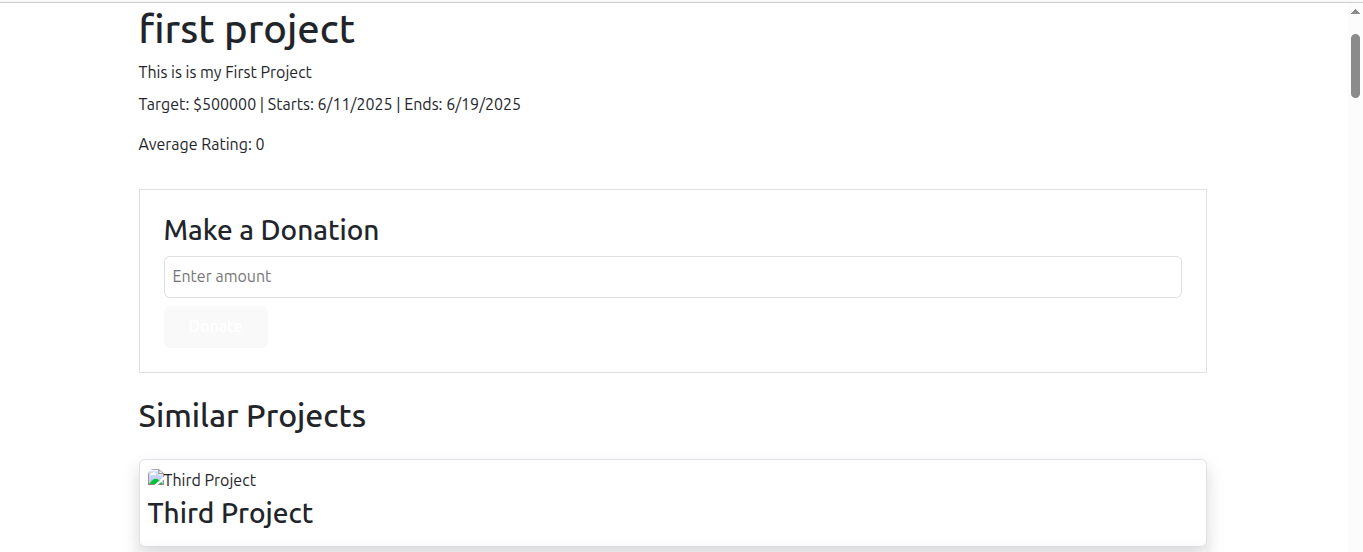 first project
This is is my First Project
Target: $500000 | Starts: 6/11/2025 | Ends: 6/19/2025
Average Rating: 0
Make a Donation
Enter amount
Donate
Similar Projects
Third Project
Third Project